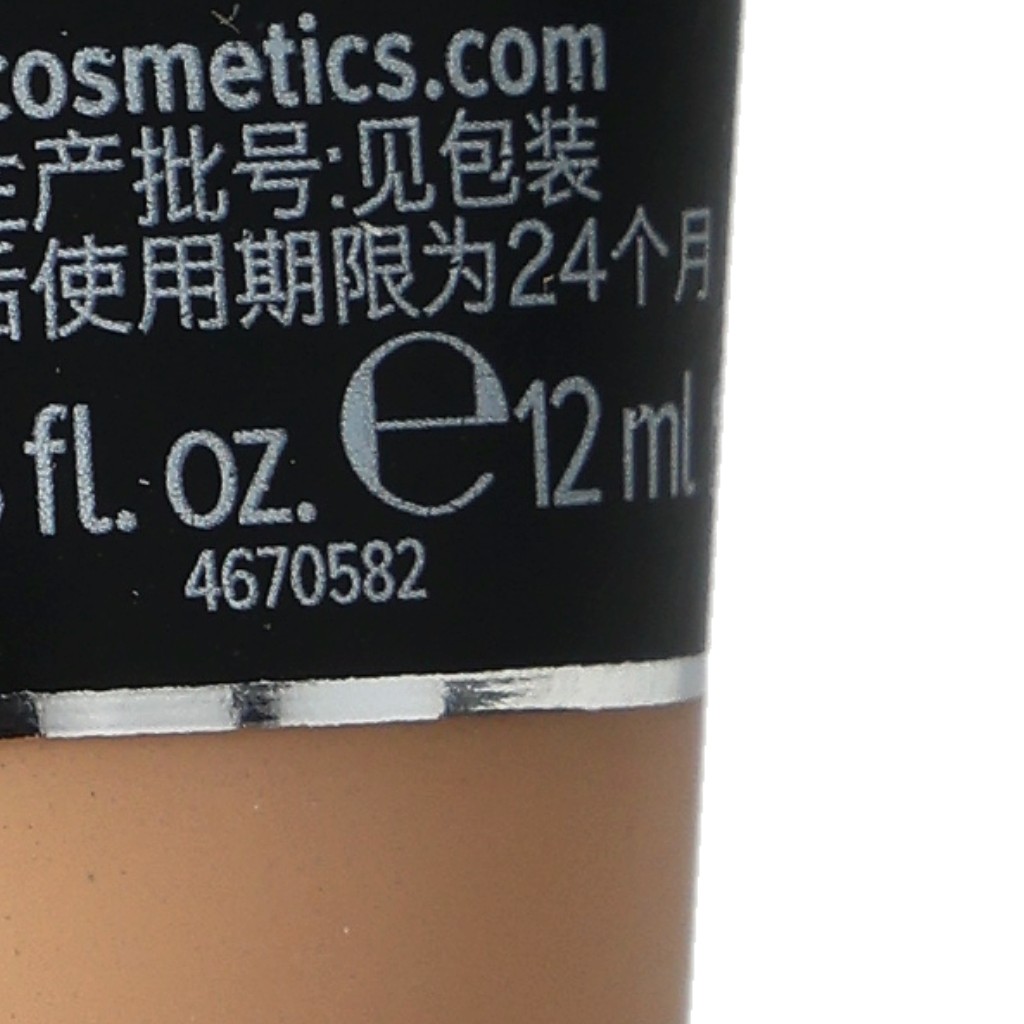 cosmetics.com
产批号:见包装
使用期限为24个月
fl. oz. ℮12 ml
4670582